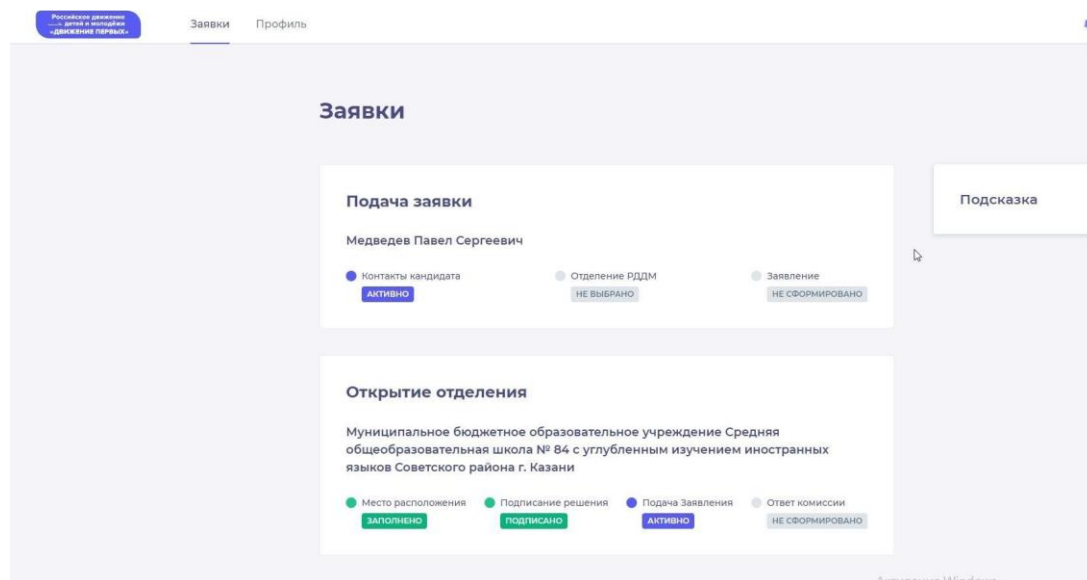 Российское движение
детей и молодёжи
«ДВИЖЕНИЕ ПЕРВЫХ»
Заявки
Профиль
Заявки
Подача заявки
Медведев Павел Сергеевич
Контакты кандидата
АКТИВНО
Отделение РДДМ
НЕ ВЫБРАНО
Заявление
НЕ СФОРМИРОВАНО
Подсказка
Открытие отделения
Муниципальное бюджетное образовательное учреждение Средняя
общеобразовательная школа № 84 с углубленным изучением иностранных
языков Советского района г. Казани
Место расположения
ЗАПОЛНЕНО
Подписание решения
ПОДПИСАНО
Подача Заявления
АКТИВНО
Ответ комиссии
НЕ СФОРМИРОВАНО